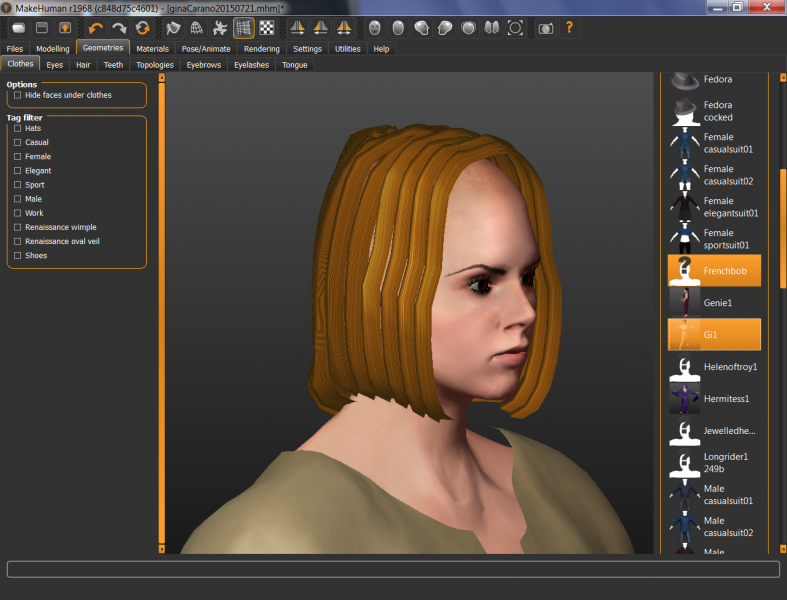 MakeHuman r1968 (c848d75c4601) - [ginaCarano20150721.mhm]*
Files Modelling Geometries Materials Pose/Animate Rendering Settings Utilities Help
Clothes Eyes Hair Teeth Topologies Eyebrows Eyelashes Tongue
Options
Hide faces under clothes
Tag filter
Hats
Casual
Female
Elegant
Sport
Male
Work
Renaissance wimple
Renaissance oval veil
Shoes
Fedora
Fedora
cocked
Female
casualsuit01
Female
casualsuit02
Female
elegantsuit01
Female
sportsuit01
Frenchbob
Genie1
Gi1
Helenoftroy1
Hermitess1
Jewelledhe...
Longrider1
249b
Male
casualsuit01
Male
casualsuit02
Male